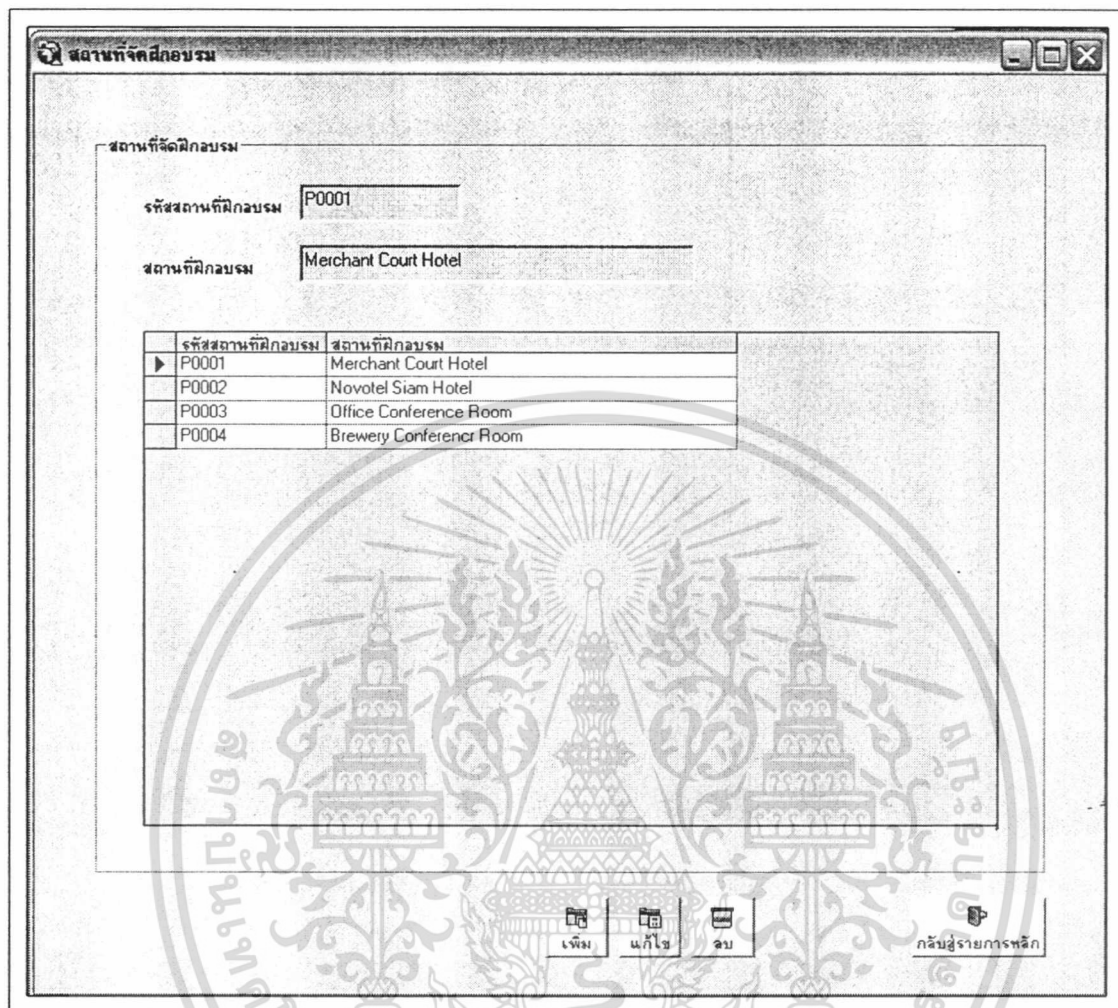 สถานที่จัดฝึกอบรม
สถานที่จัดฝึกอบรม
รหัสสถานที่ฝึกอบรม P0001
สถานที่ฝึกอบรม Merchant Court Hotel
รหัสสถานที่ฝึกอบรม สถานที่ฝึกอบรม
P0001 Merchant Court Hotel
P0002 Novotel Siam Hotel
P0003 Office Conference Room
P0004 Brewery Conferencr Room
เพิ่ม แก้ไข ลบ กลับสู่รายการหลัก